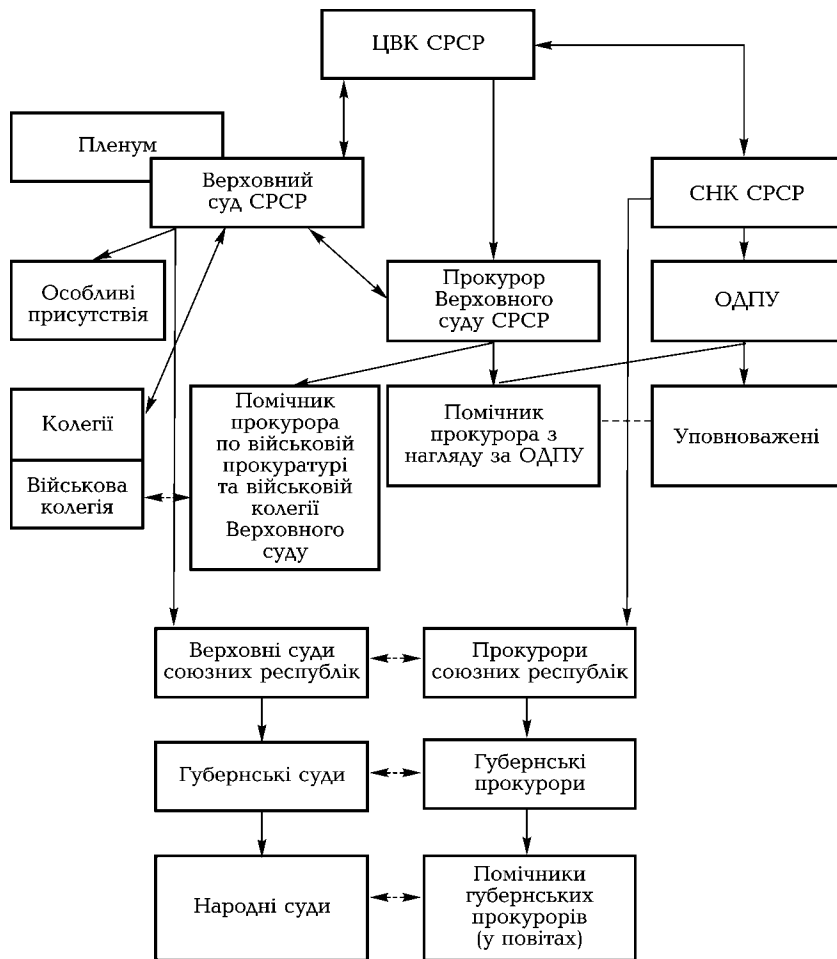 ЦВК СРСР
Пленум
Верховний
суд СРСР
СНК СРСР
Особливі
присутствія
Прокурор
Верховного
суду СРСР
ОДПУ
Колегії
Військова
колегія
Помічник
прокурора
по військовій
прокуратурі
та військовій
колегії
Верховного
суду
Помічник
прокурора з
нагляду за ОДПУ
Уповноважені
Верховні суди
союзних республік
Прокурори
союзних республік
Губернські суди
Губернські
прокурори
Народні суди
Помічники
губернських
прокурорів
(у повітах)